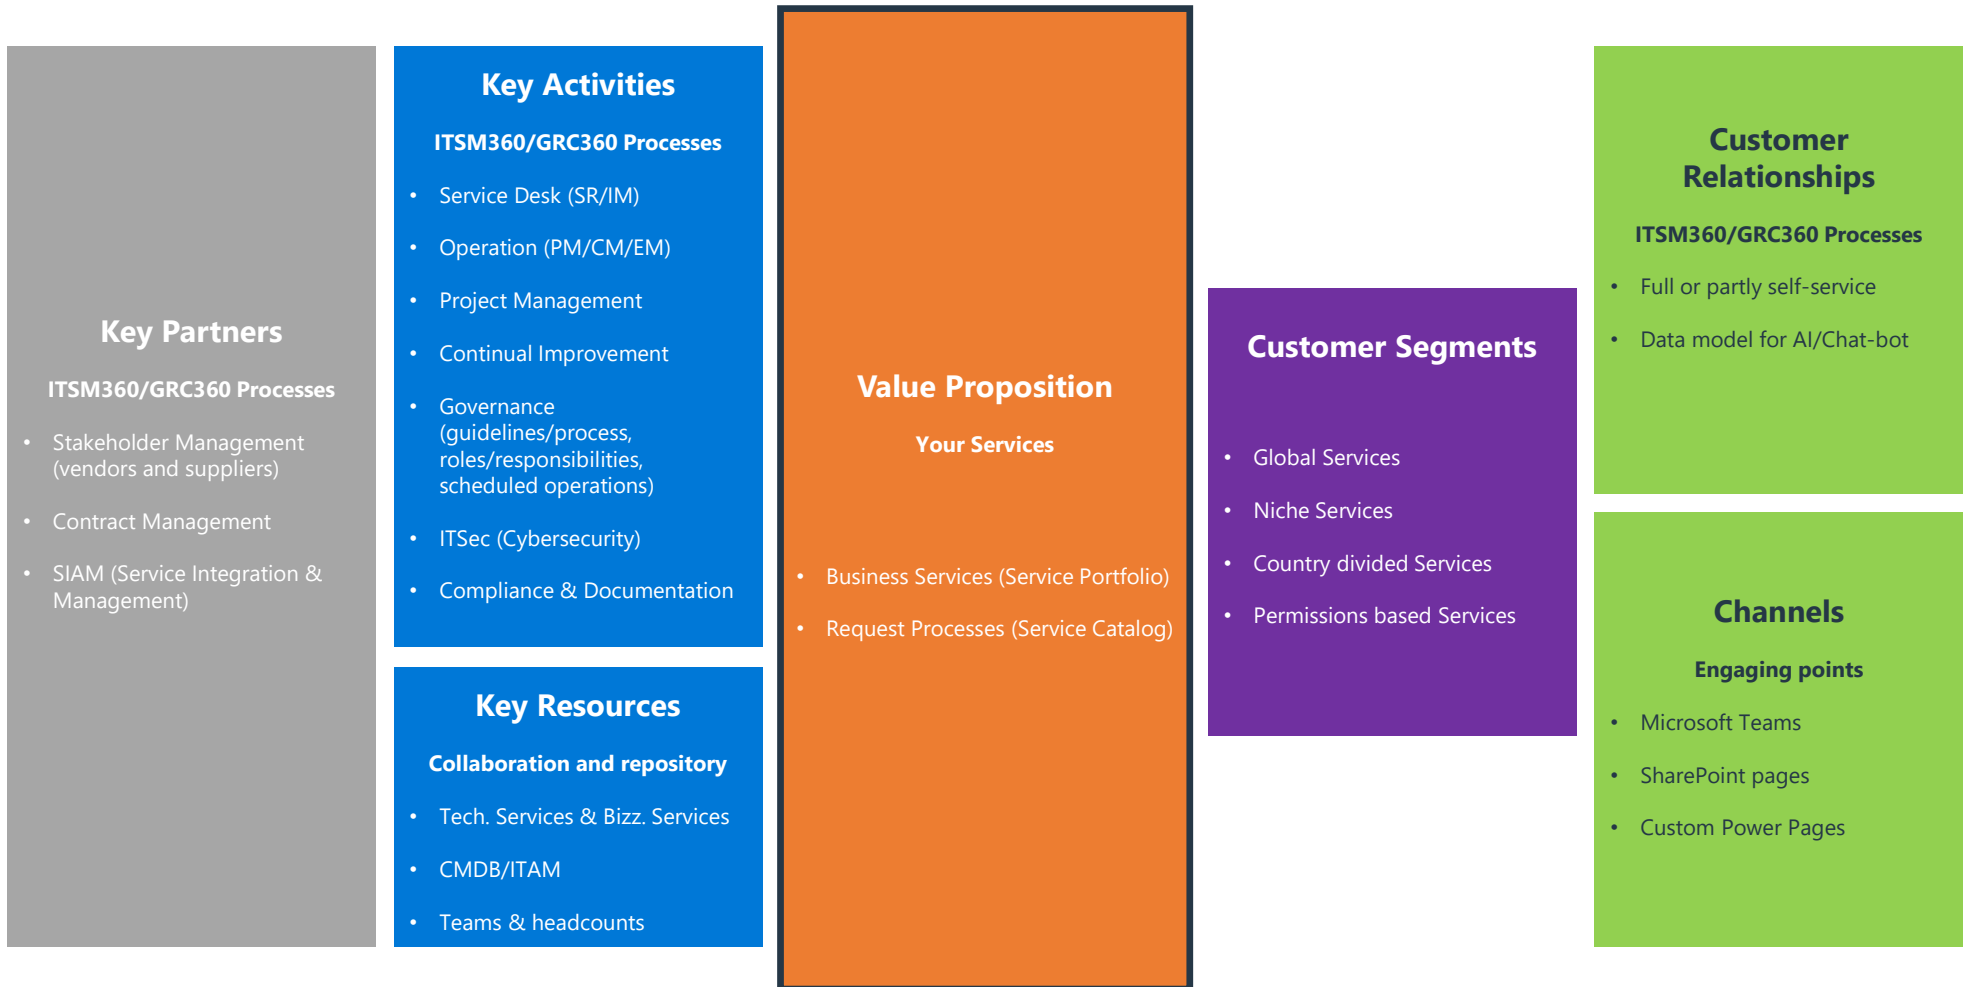 Key Partners
ITSM360/GRC360 Processes
• Stakeholder Management
(vendors and suppliers)
• Contract Management
• SIAM (Service Integration &
Management)
Key Activities
ITSM360/GRC360 Processes
• Service Desk (SR/IM)
• Operation (PM/CM/EM)
• Project Management
• Continual Improvement
• Governance
(guidelines/process,
roles/responsibilities,
scheduled operations)
• ITSec (Cybersecurity)
• Compliance & Documentation
Key Resources
Collaboration and repository
• Tech. Services & Bizz. Services
• CMDB/ITAM
• Teams & headcounts
Value Proposition
Your Services
• Business Services (Service Portfolio)
• Request Processes (Service Catalog)
Customer Segments
• Global Services
• Niche Services
• Country divided Services
• Permissions based Services
Customer
Relationships
ITSM360/GRC360 Processes
• Full or partly self-service
• Data model for AI/Chat-bot
Channels
Engaging points
• Microsoft Teams
• SharePoint pages
• Custom Power Pages